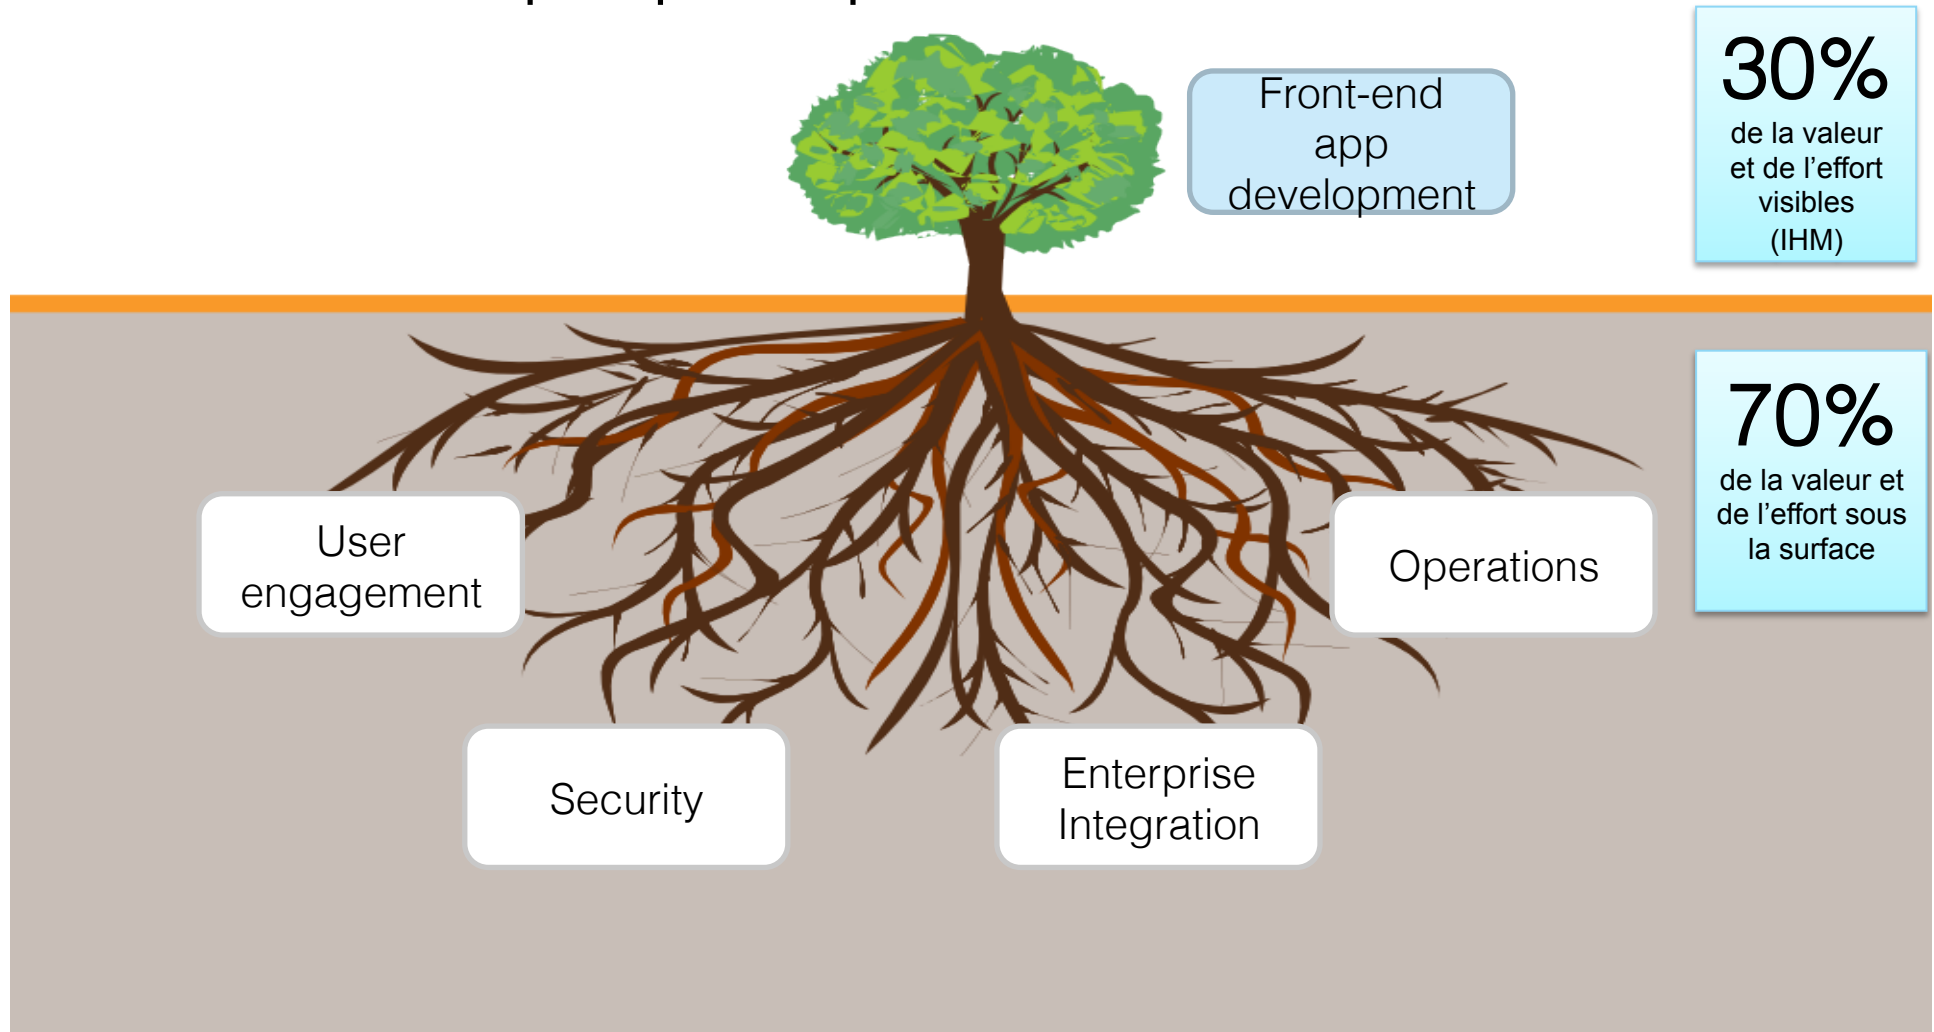 Front-end
app
development
30%
de la valeur
et de l’effort
visibles
(IHM)
70%
de la valeur et
de l’effort sous
la surface
User
engagement
Operations
Security
Enterprise
Integration